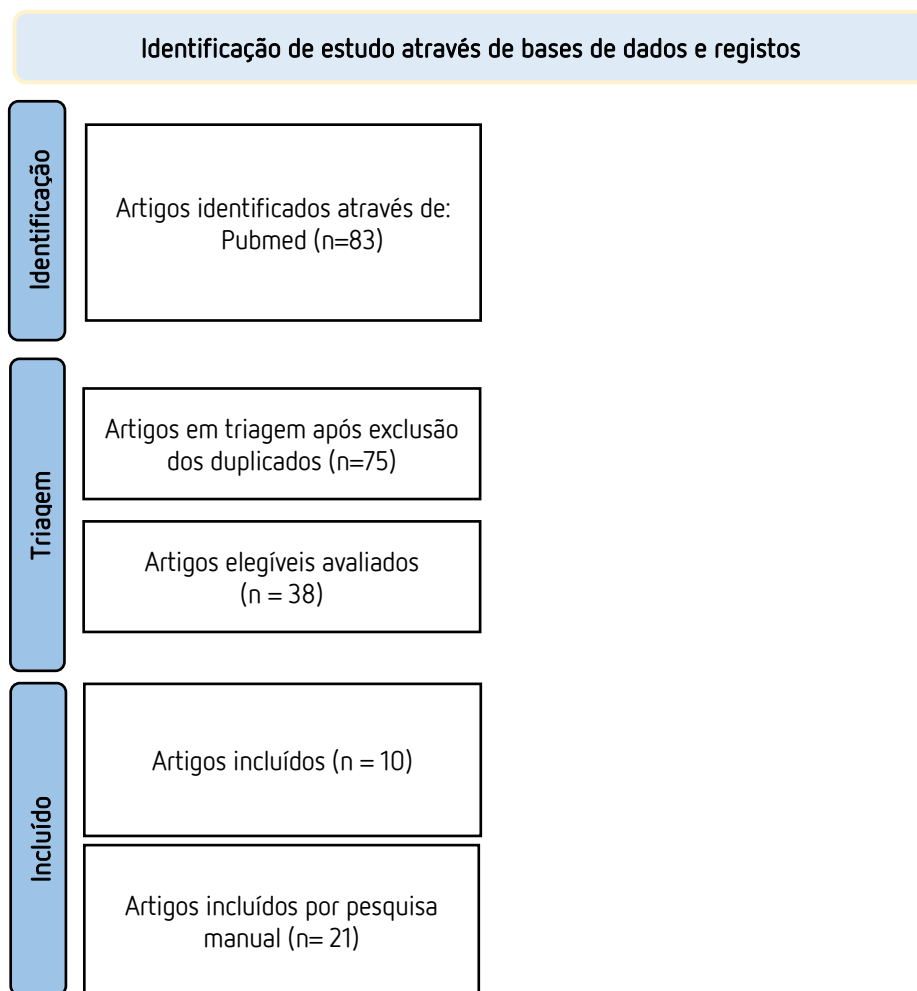 Identificação de estudo através de bases de dados e registos
Identificação
Artigos identificados através de:
Pubmed (n=83)
Triagem
Artigos em triagem após exclusão
dos duplicados (n=75)
Artigos elegíveis avaliados
(n = 38)
Incluído
Artigos incluídos (n = 10)
Artigos incluídos por pesquisa
manual (n= 21)